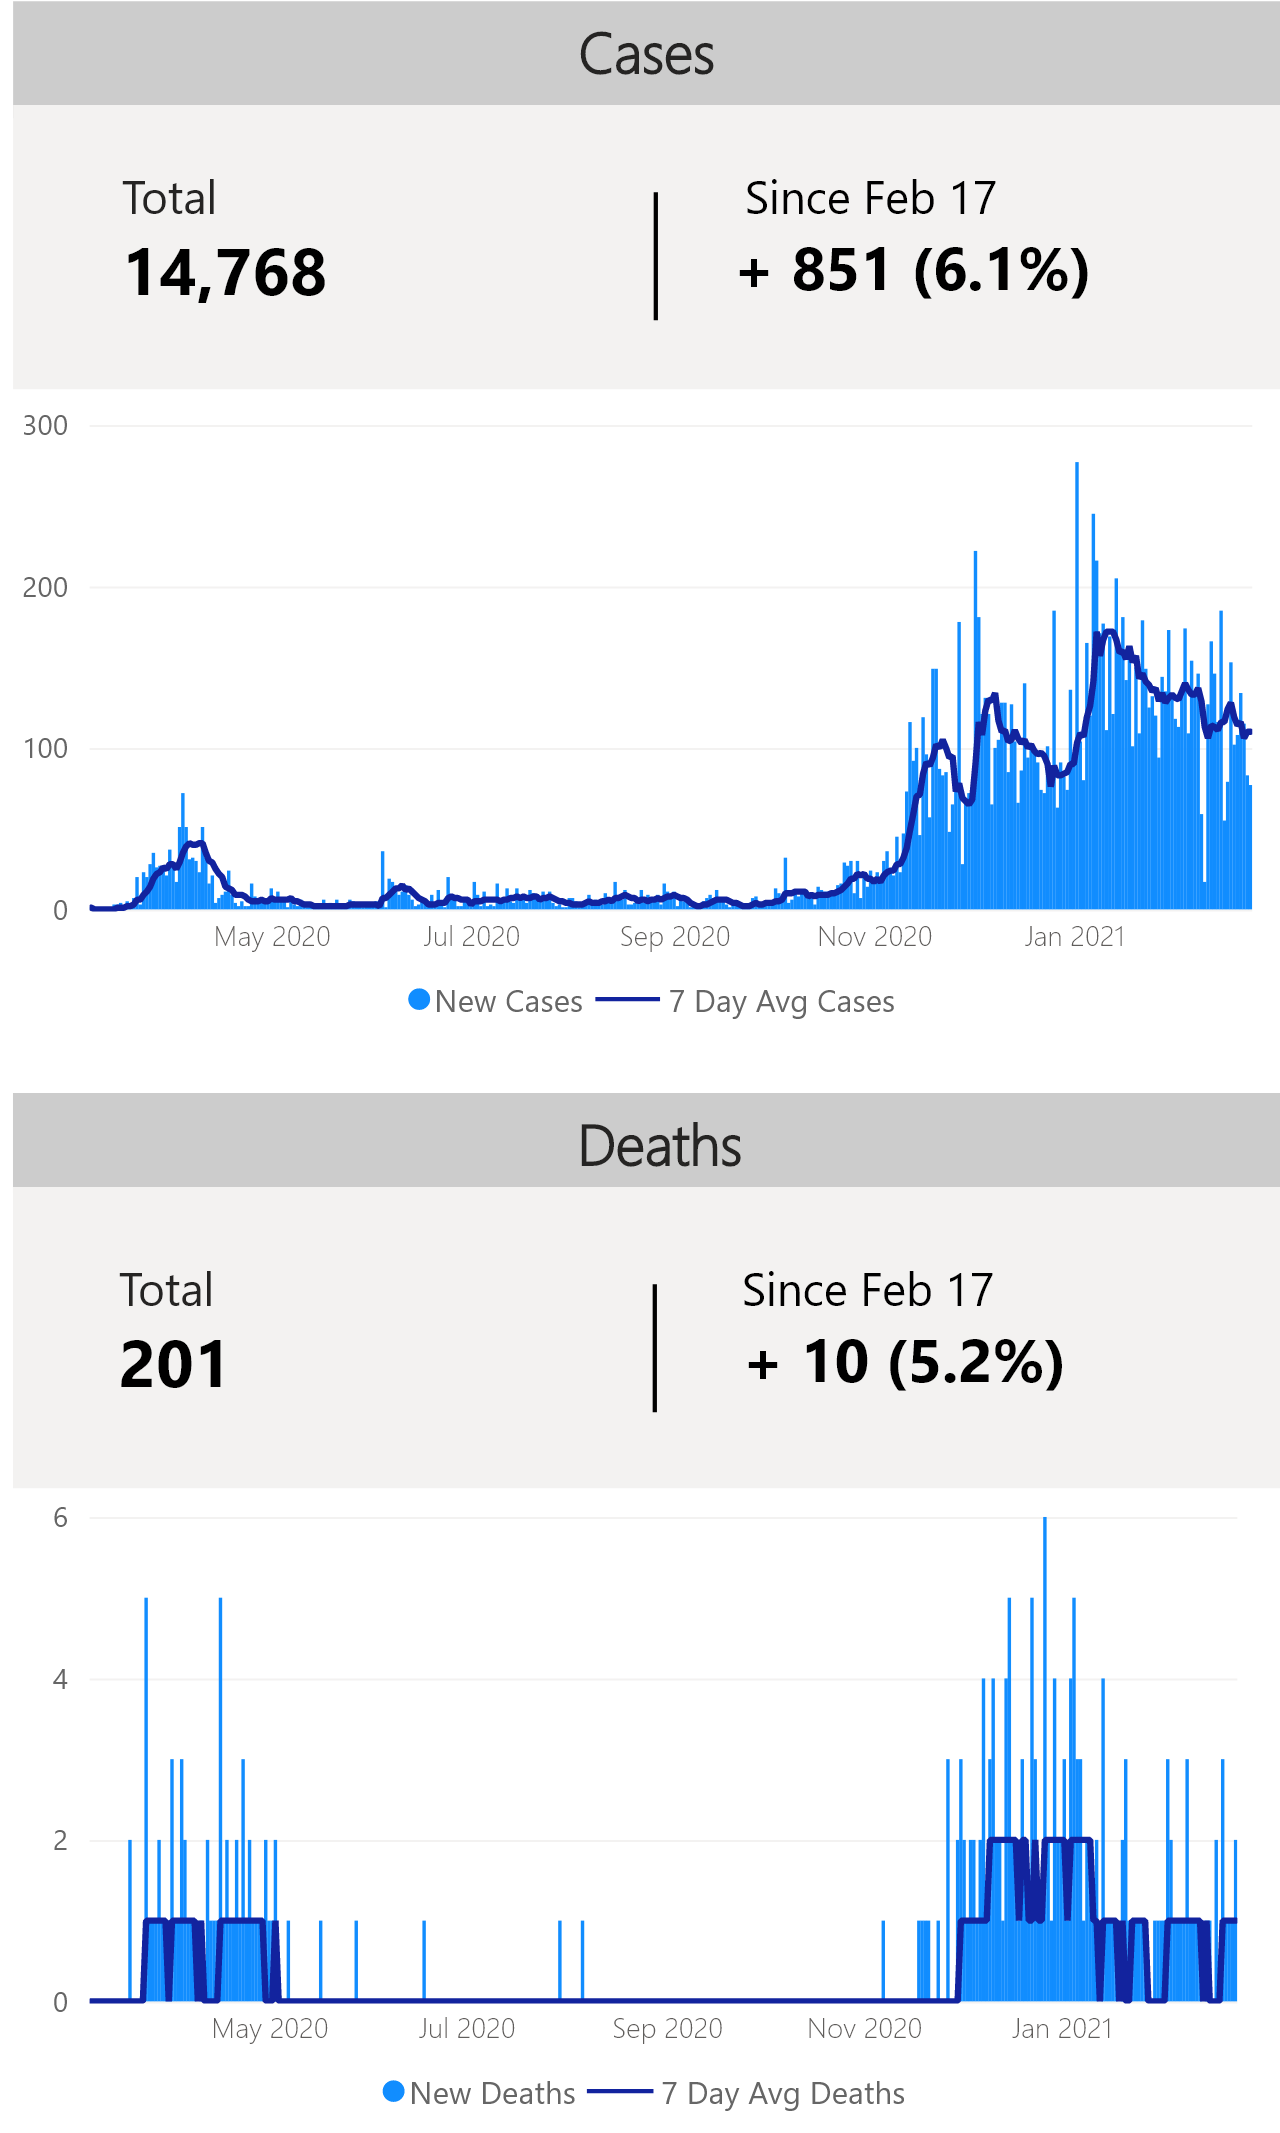 Cases
Total
Since Feb 17
14,768
+ 851 (6.1%)
300
200
100
0
May 2020
Jul 2020
Sep 2020
Nov 2020
Jan 2021
New Cases
7 Day Avg Cases
Deaths
Total
Since Feb 17
201
+ 10 (5.2%)
6
4
2
0
May 2020
Jul 2020
Sep 2020
Nov 2020
Jan 2021
New Deaths
7 Day Avg Deaths